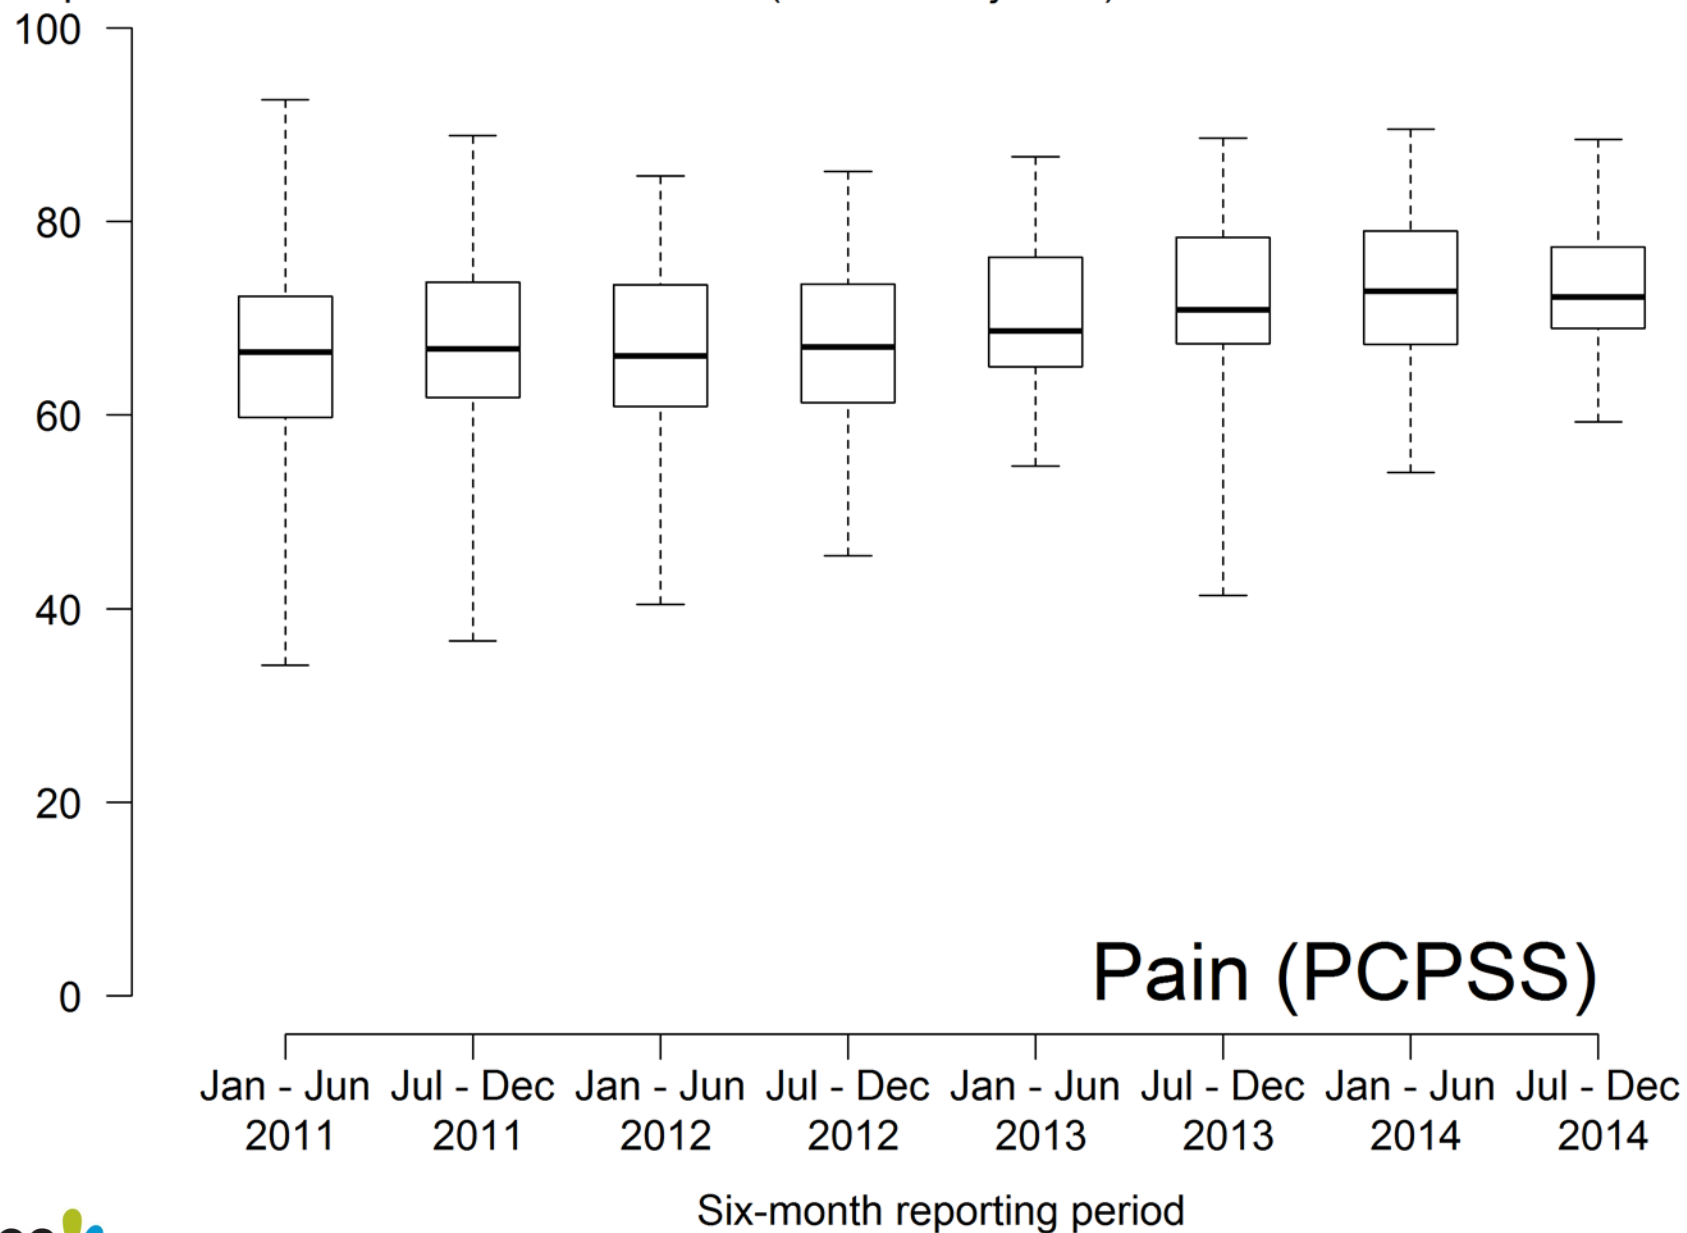 100
80
60
40
20
0
Pain (PCPSS)
Jan - Jun Jul - Dec Jan - Jun Jul - Dec Jan - Jun Jul - Dec Jan - Jun Jul - Dec
2011 2011 2012 2012 2013 2013 2014 2014
Six-month reporting period